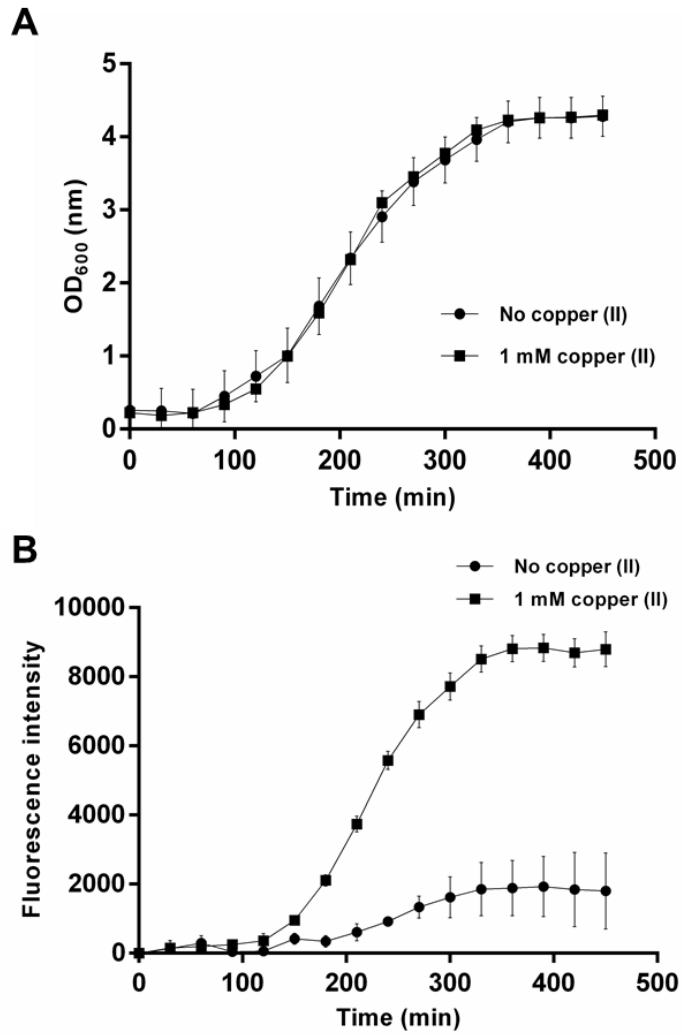 A
5
4
3
2
1
0
OD₆₀₀ (nm)
No copper (II)
1 mM copper (II)
0 100 200 300 400 500
Time (min)
B
No copper (II)
1 mM copper (II)
10000
8000
6000
4000
2000
0
Fluorescence intensity
0 100 200 300 400 500
Time (min)